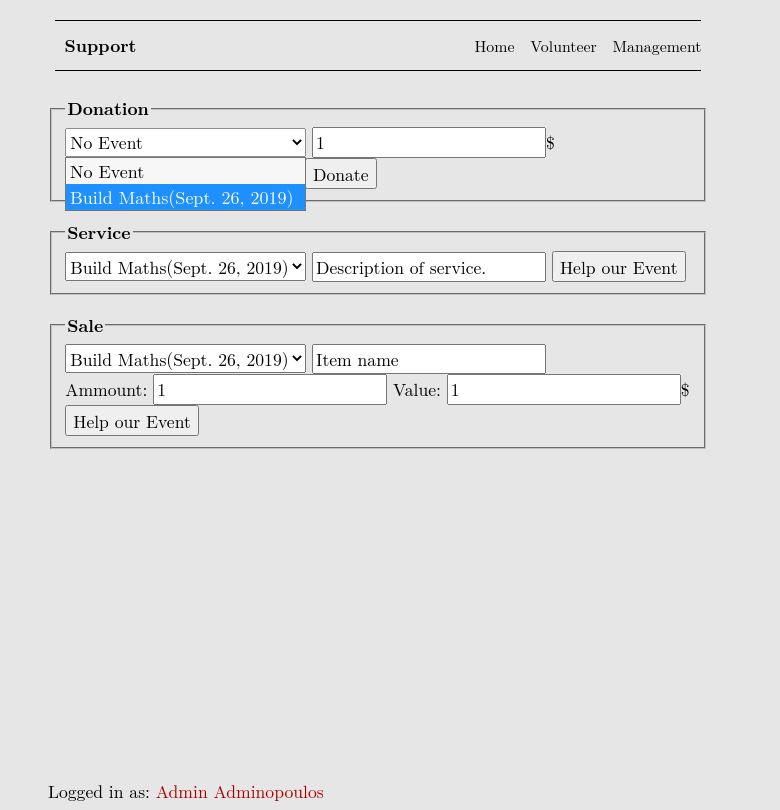 Support Home Volunteer Management
Donation
No Event 1 $
No Event Donate
Build Maths(Sept. 26, 2019)
Service
Build Maths(Sept. 26, 2019) Description of service. Help our Event
Sale
Build Maths(Sept. 26, 2019) Item name
Ammount: 1 Value: 1 $
Help our Event
Logged in as: Admin Adminopoulos